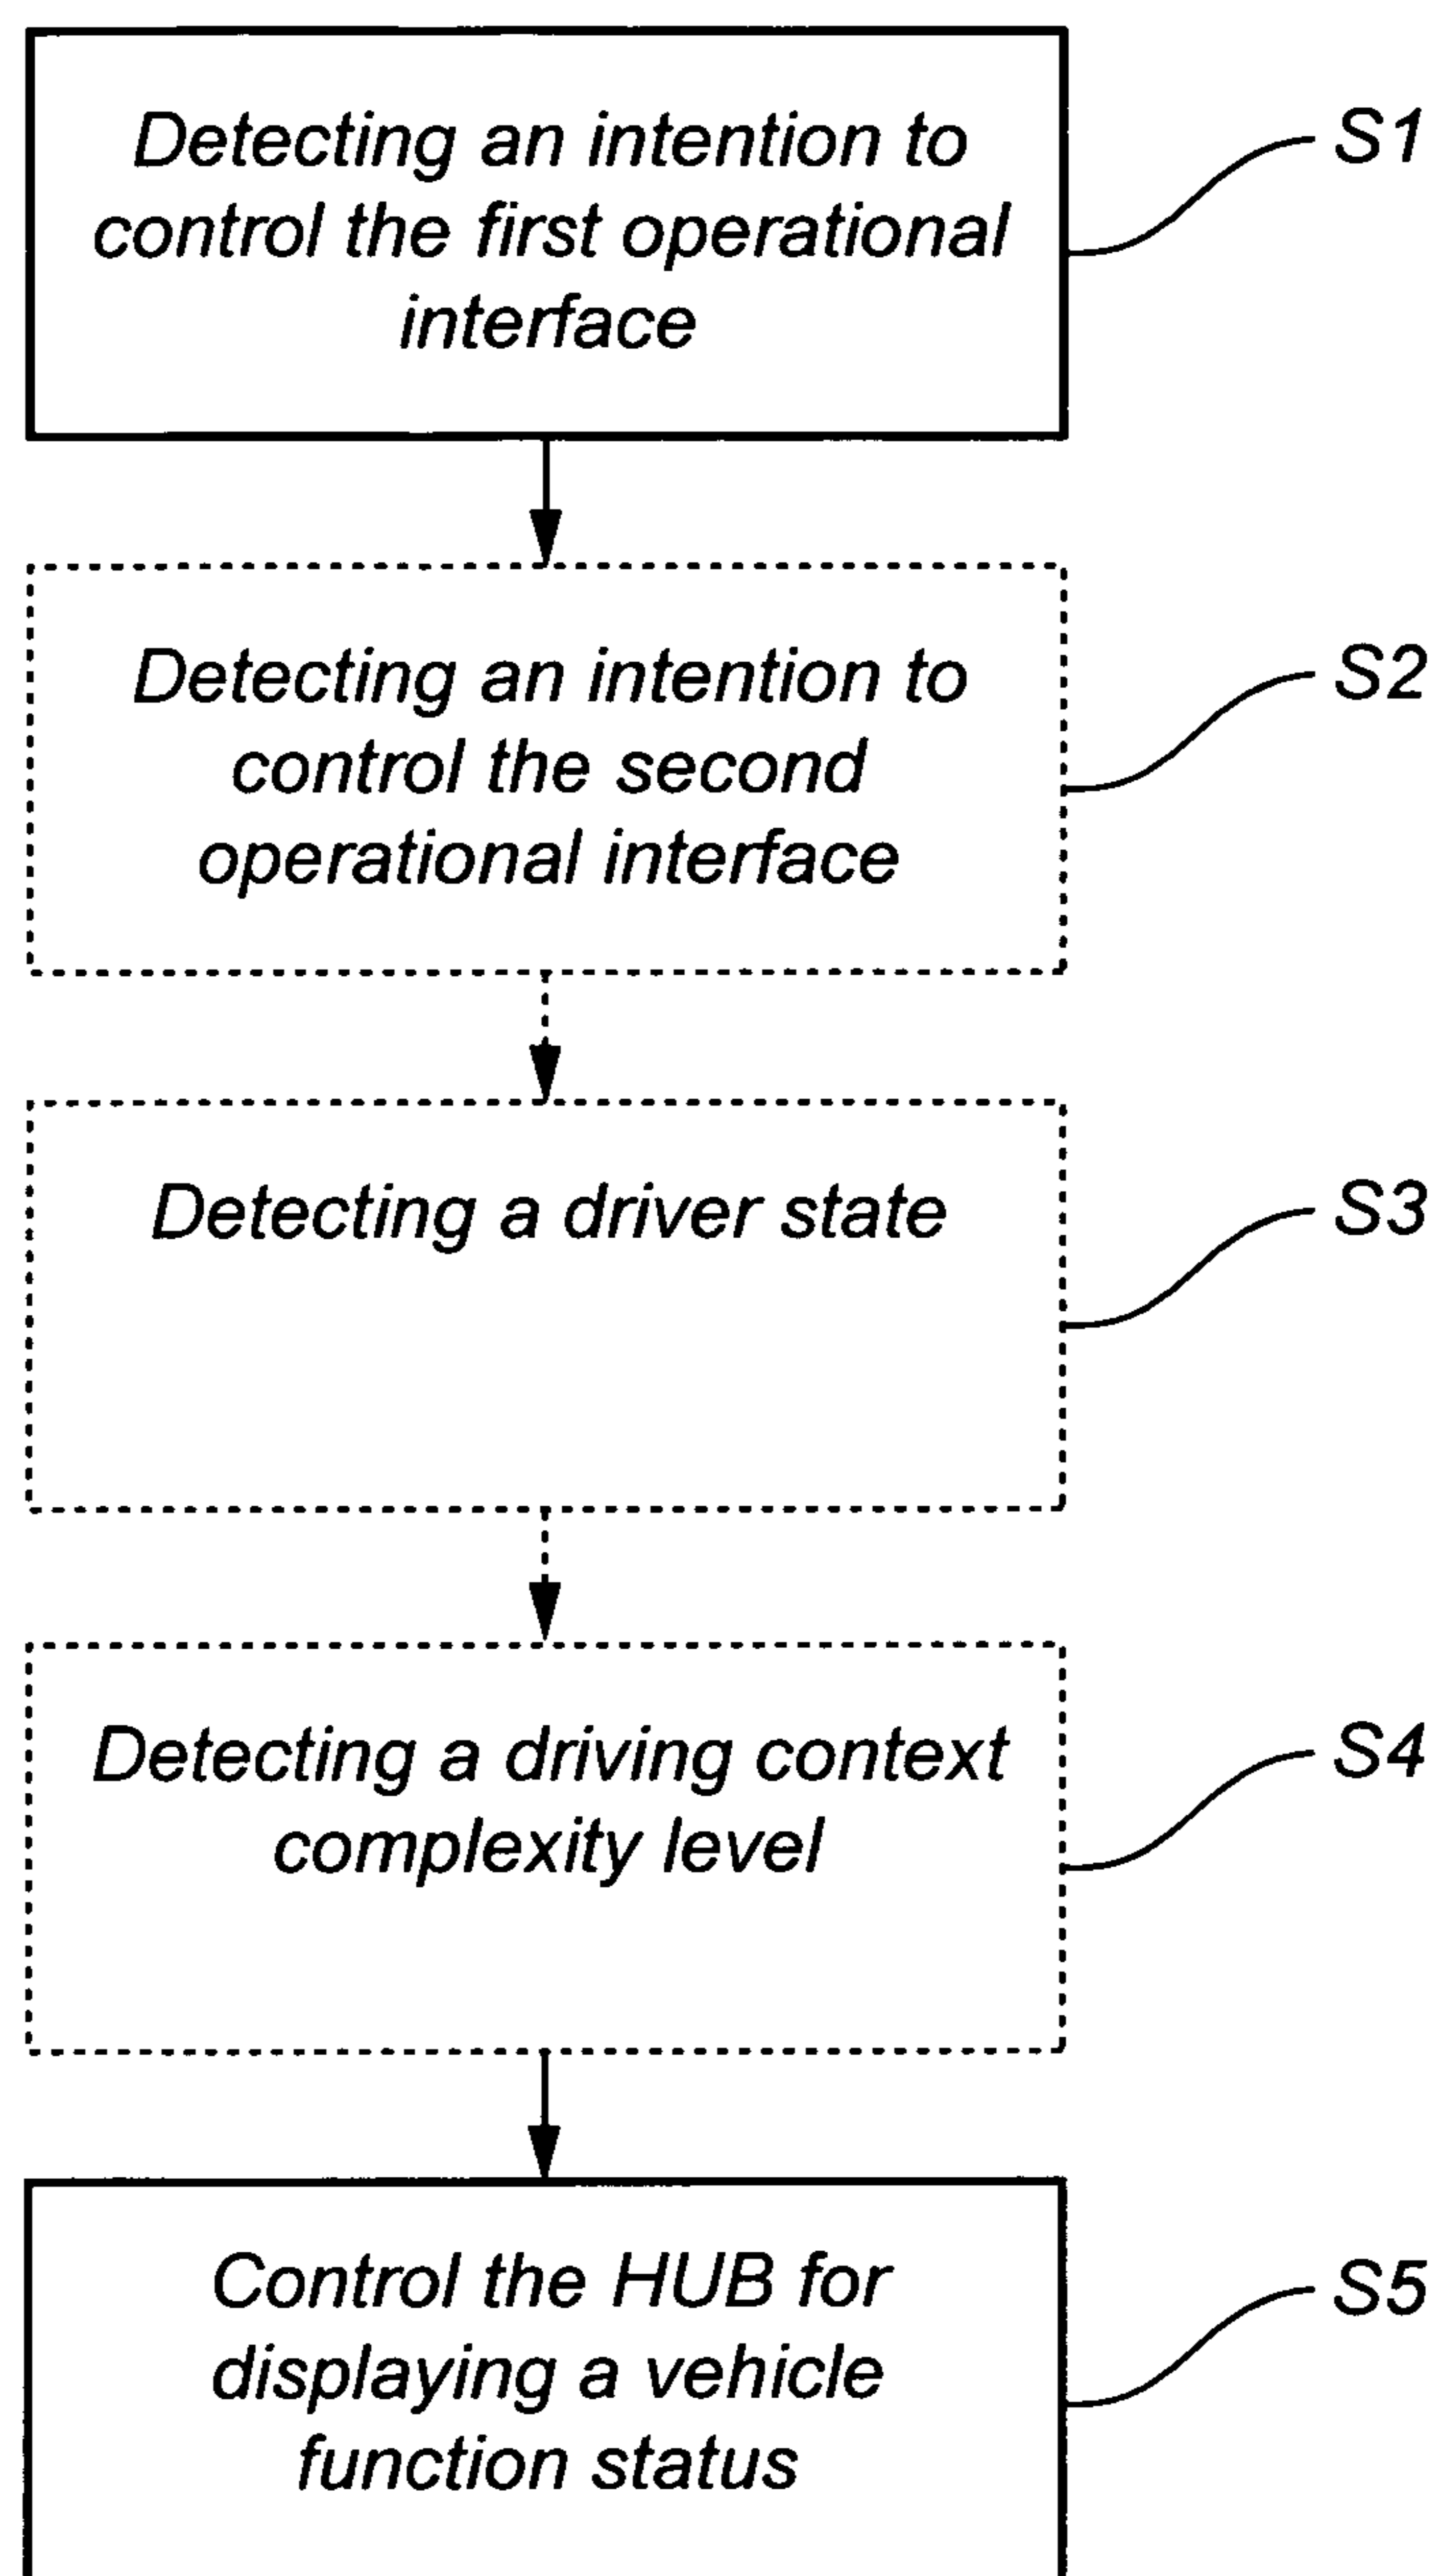 Detecting an intention to
control the first operational
interface
S1
Detecting an intention to
control the second
operational interface
S2
Detecting a driver state
S3
Detecting a driving context
complexity level
S4
Control the HUB for
displaying a vehicle
function status
S5